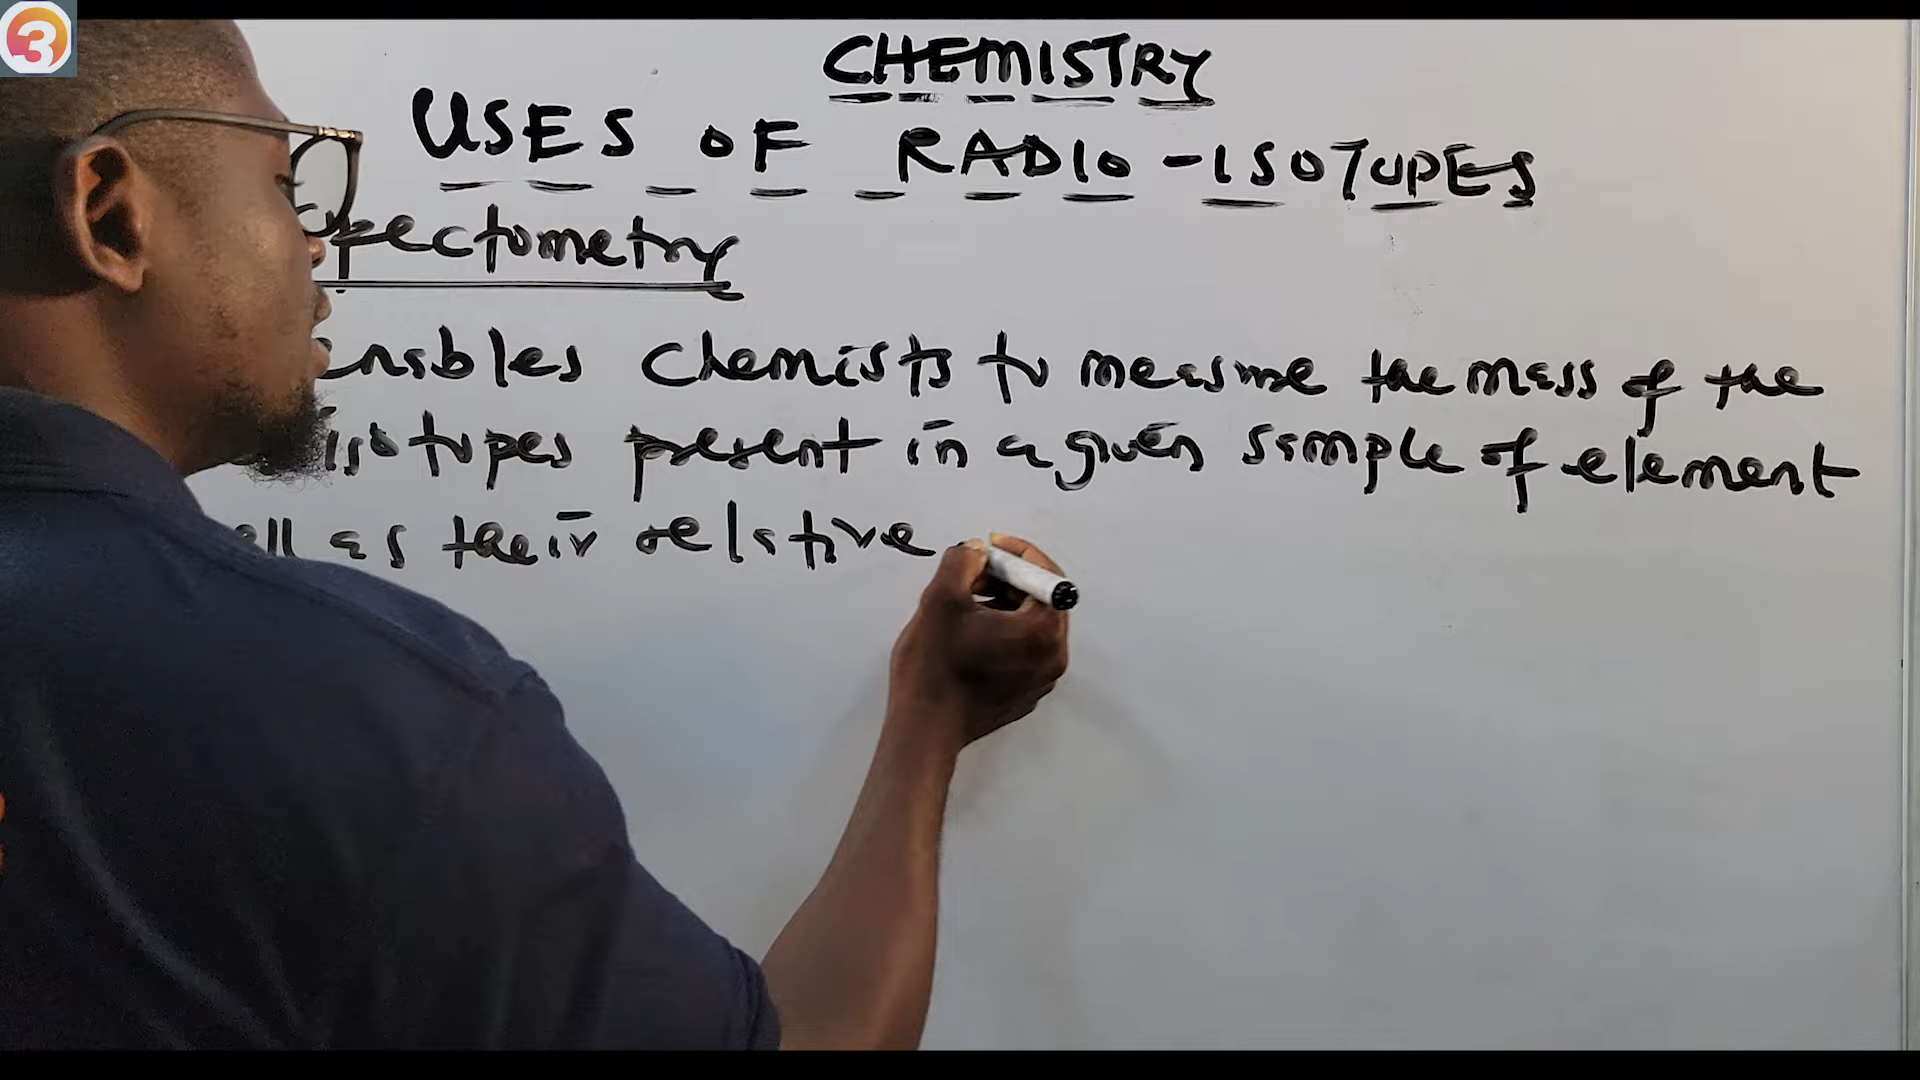 3
CHEMISTRY
USES OF RADIO-ISOTOPES
spectometry
enables chemists to measure the mass of the
isotopes present in a given sample of element
as their relative